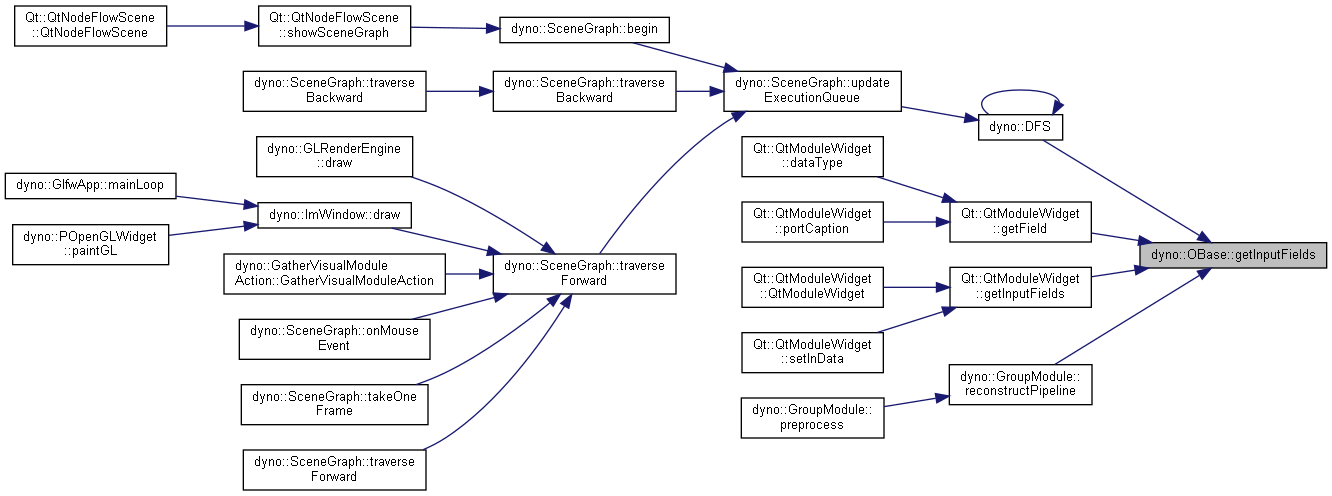 Qt::QtNodeFlowScene
::QtNodeFlowScene
Qt::QtNodeFlowScene
::showSceneGraph
dyno::SceneGraph::begin
dyno::SceneGraph::traverse
Backward
dyno::SceneGraph::traverse
Backward
dyno::SceneGraph::update
ExecutionQueue
dyno::DFS
dyno::GLRenderEngine
::draw
Qt::QtModuleWidget
::dataType
dyno::GlfwApp::mainLoop
dyno::ImWindow::draw
Qt::QtModuleWidget
::portCaption
Qt::QtModuleWidget
::getField
dyno::POpenGLWidget
::paintGL
dyno::OBase::getInputFields
dyno::GatherVisualModule
Action::GatherVisualModuleAction
dyno::SceneGraph::traverse
Forward
Qt::QtModuleWidget
::QtModuleWidget
Qt::QtModuleWidget
::getInputFields
dyno::SceneGraph::onMouse
Event
Qt::QtModuleWidget
::setInData
dyno::GroupModule::
reconstructPipeline
dyno::SceneGraph::takeOne
Frame
dyno::GroupModule::
preprocess
dyno::SceneGraph::traverse
Forward